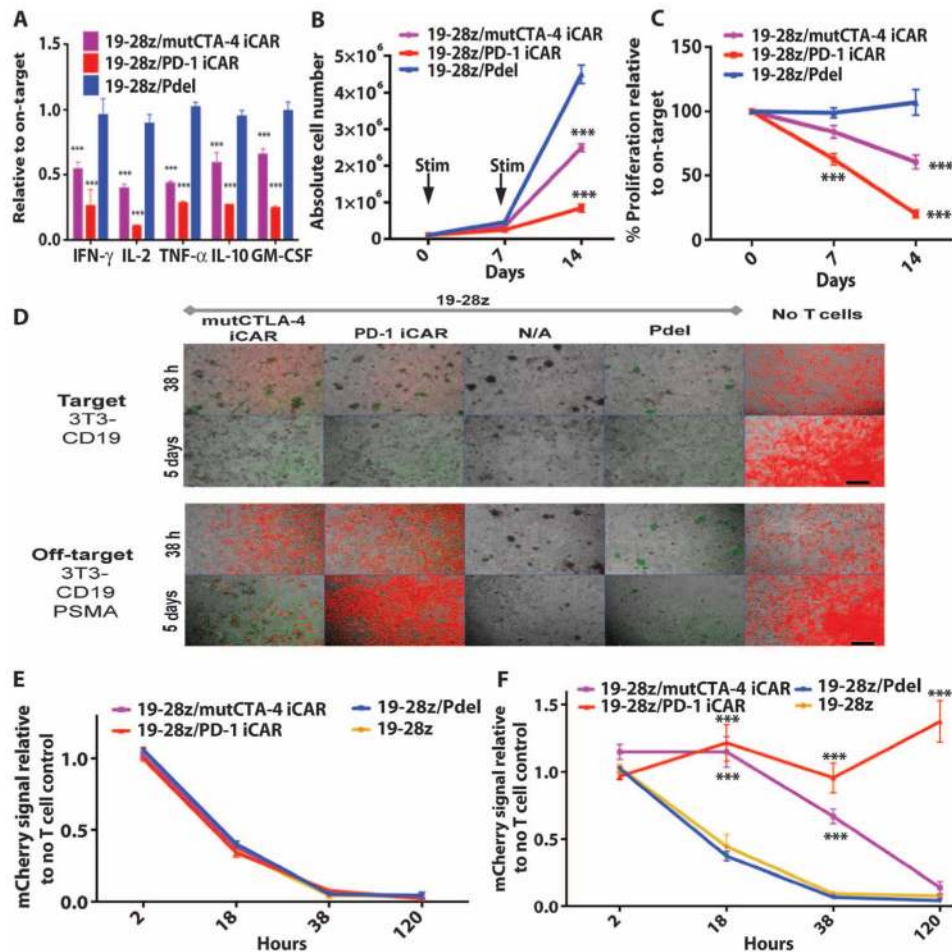 A
19-28z/mutCTA-4 iCAR
19-28z/PD-1 iCAR
19-28z/Pdel
Relative to on-target
1.5
1.0
0.5
0.0
***
***
***
***
***
***
***
***
***
***
IFN-γ IL-2 TNF-α IL-10 GM-CSF
B
19-28z/mutCTA-4 iCAR
19-28z/PD-1 iCAR
19-28z/Pdel
Absolute cell number
5×10⁶
4×10⁶
3×10⁶
2×10⁶
1×10⁶
0
Stim
Stim
***
***
0 7 14
Days
C
19-28z/mutCTA-4 iCAR
19-28z/PD-1 iCAR
19-28z/Pdel
% Proliferation relative
to on-target
150
100
50
0
***
***
***
0 7 14
Days
D
19-28z
mutCTLA-4
iCAR
PD-1 iCAR
N/A
Pdel
No T cells
Target
3T3-
CD19
38 h
5 days
Off-target
3T3-
CD19
PSMA
38 h
5 days
E
19-28z/mutCTA-4 iCAR
19-28z/PD-1 iCAR
19-28z/Pdel
19-28z
mCherry signal relative
to no T cell control
1.0
0.5
0.0
2 18 38 120
Hours
F
19-28z/mutCTA-4 iCAR
19-28z/PD-1 iCAR
19-28z/Pdel
19-28z
mCherry signal relative
to no T cell control
1.5
1.0
0.5
0.0
***
***
***
***
***
2 18 38 120
Hours